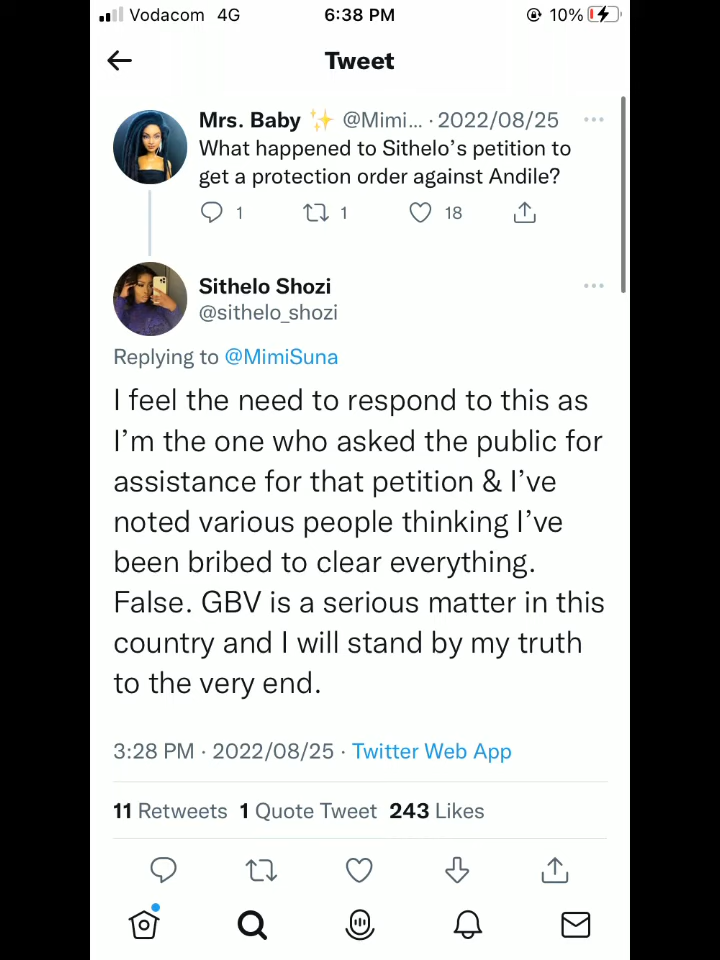 Vodacom 4G 6:38 PM 10%
Tweet
Mrs. Baby ✨ @Mimi... · 2022/08/25
What happened to Sithelo's petition to
get a protection order against Andile?
1 1 18
Sithelo Shozi
@sithelo_shozi
Replying to @MimiSuna
I feel the need to respond to this as
I'm the one who asked the public for
assistance for that petition & I've
noted various people thinking I've
been bribed to clear everything.
False. GBV is a serious matter in this
country and I will stand by my truth
to the very end.
3:28 PM · 2022/08/25 · Twitter Web App
11 Retweets 1 Quote Tweet 243 Likes